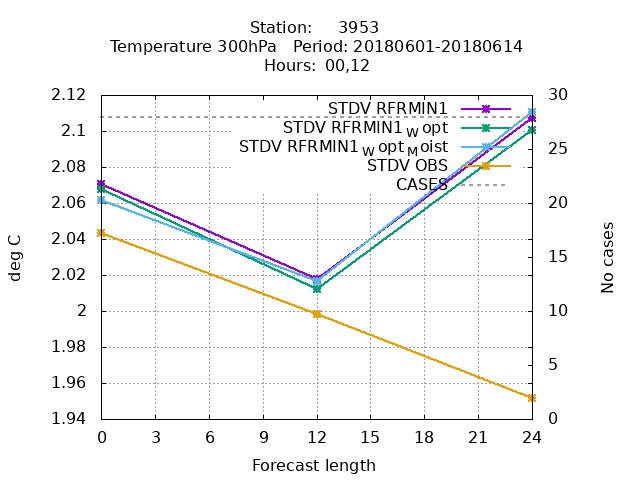 Station:     3953
Temperature 300hPa   Period: 20180601-20180614
Hours: 00,12
2.12
2.1
2.08
2.06
2.04
2.02
2
1.98
1.96
1.94
30
25
20
15
10
5
0
STDV RFRMIN1
STDV RFRMIN1 W opt
STDV RFRMIN1 W opt M oist
STDV OBS
CASES
deg C
No cases
0 3 6 9 12 15 18 21 24
Forecast length